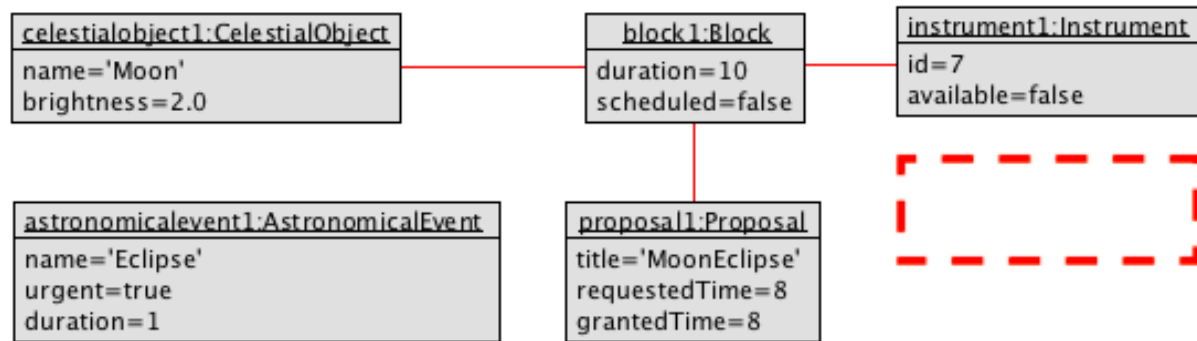 celestialobject1:CelestialObject
name='Moon'
brightness=2.0
block1:Block
duration=10
scheduled=false
instrument1:Instrument
id=7
available=false
astronomicalevent1:AstronomicalEvent
name='Eclipse'
urgent=true
duration=1
proposal1:Proposal
title='MoonEclipse'
requestedTime=8
grantedTime=8